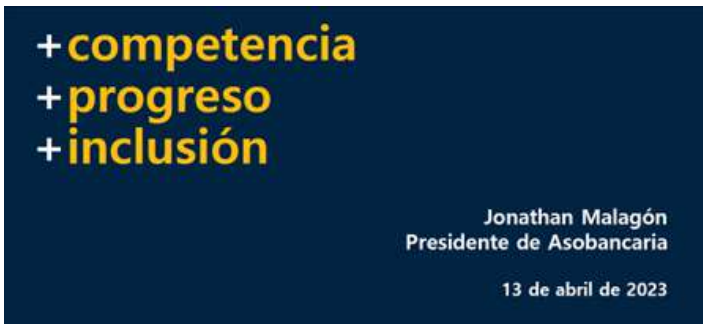 +competencia
+progreso
+inclusión
Jonathan Malagón
Presidente de Asobancaria
13 de abril de 2023